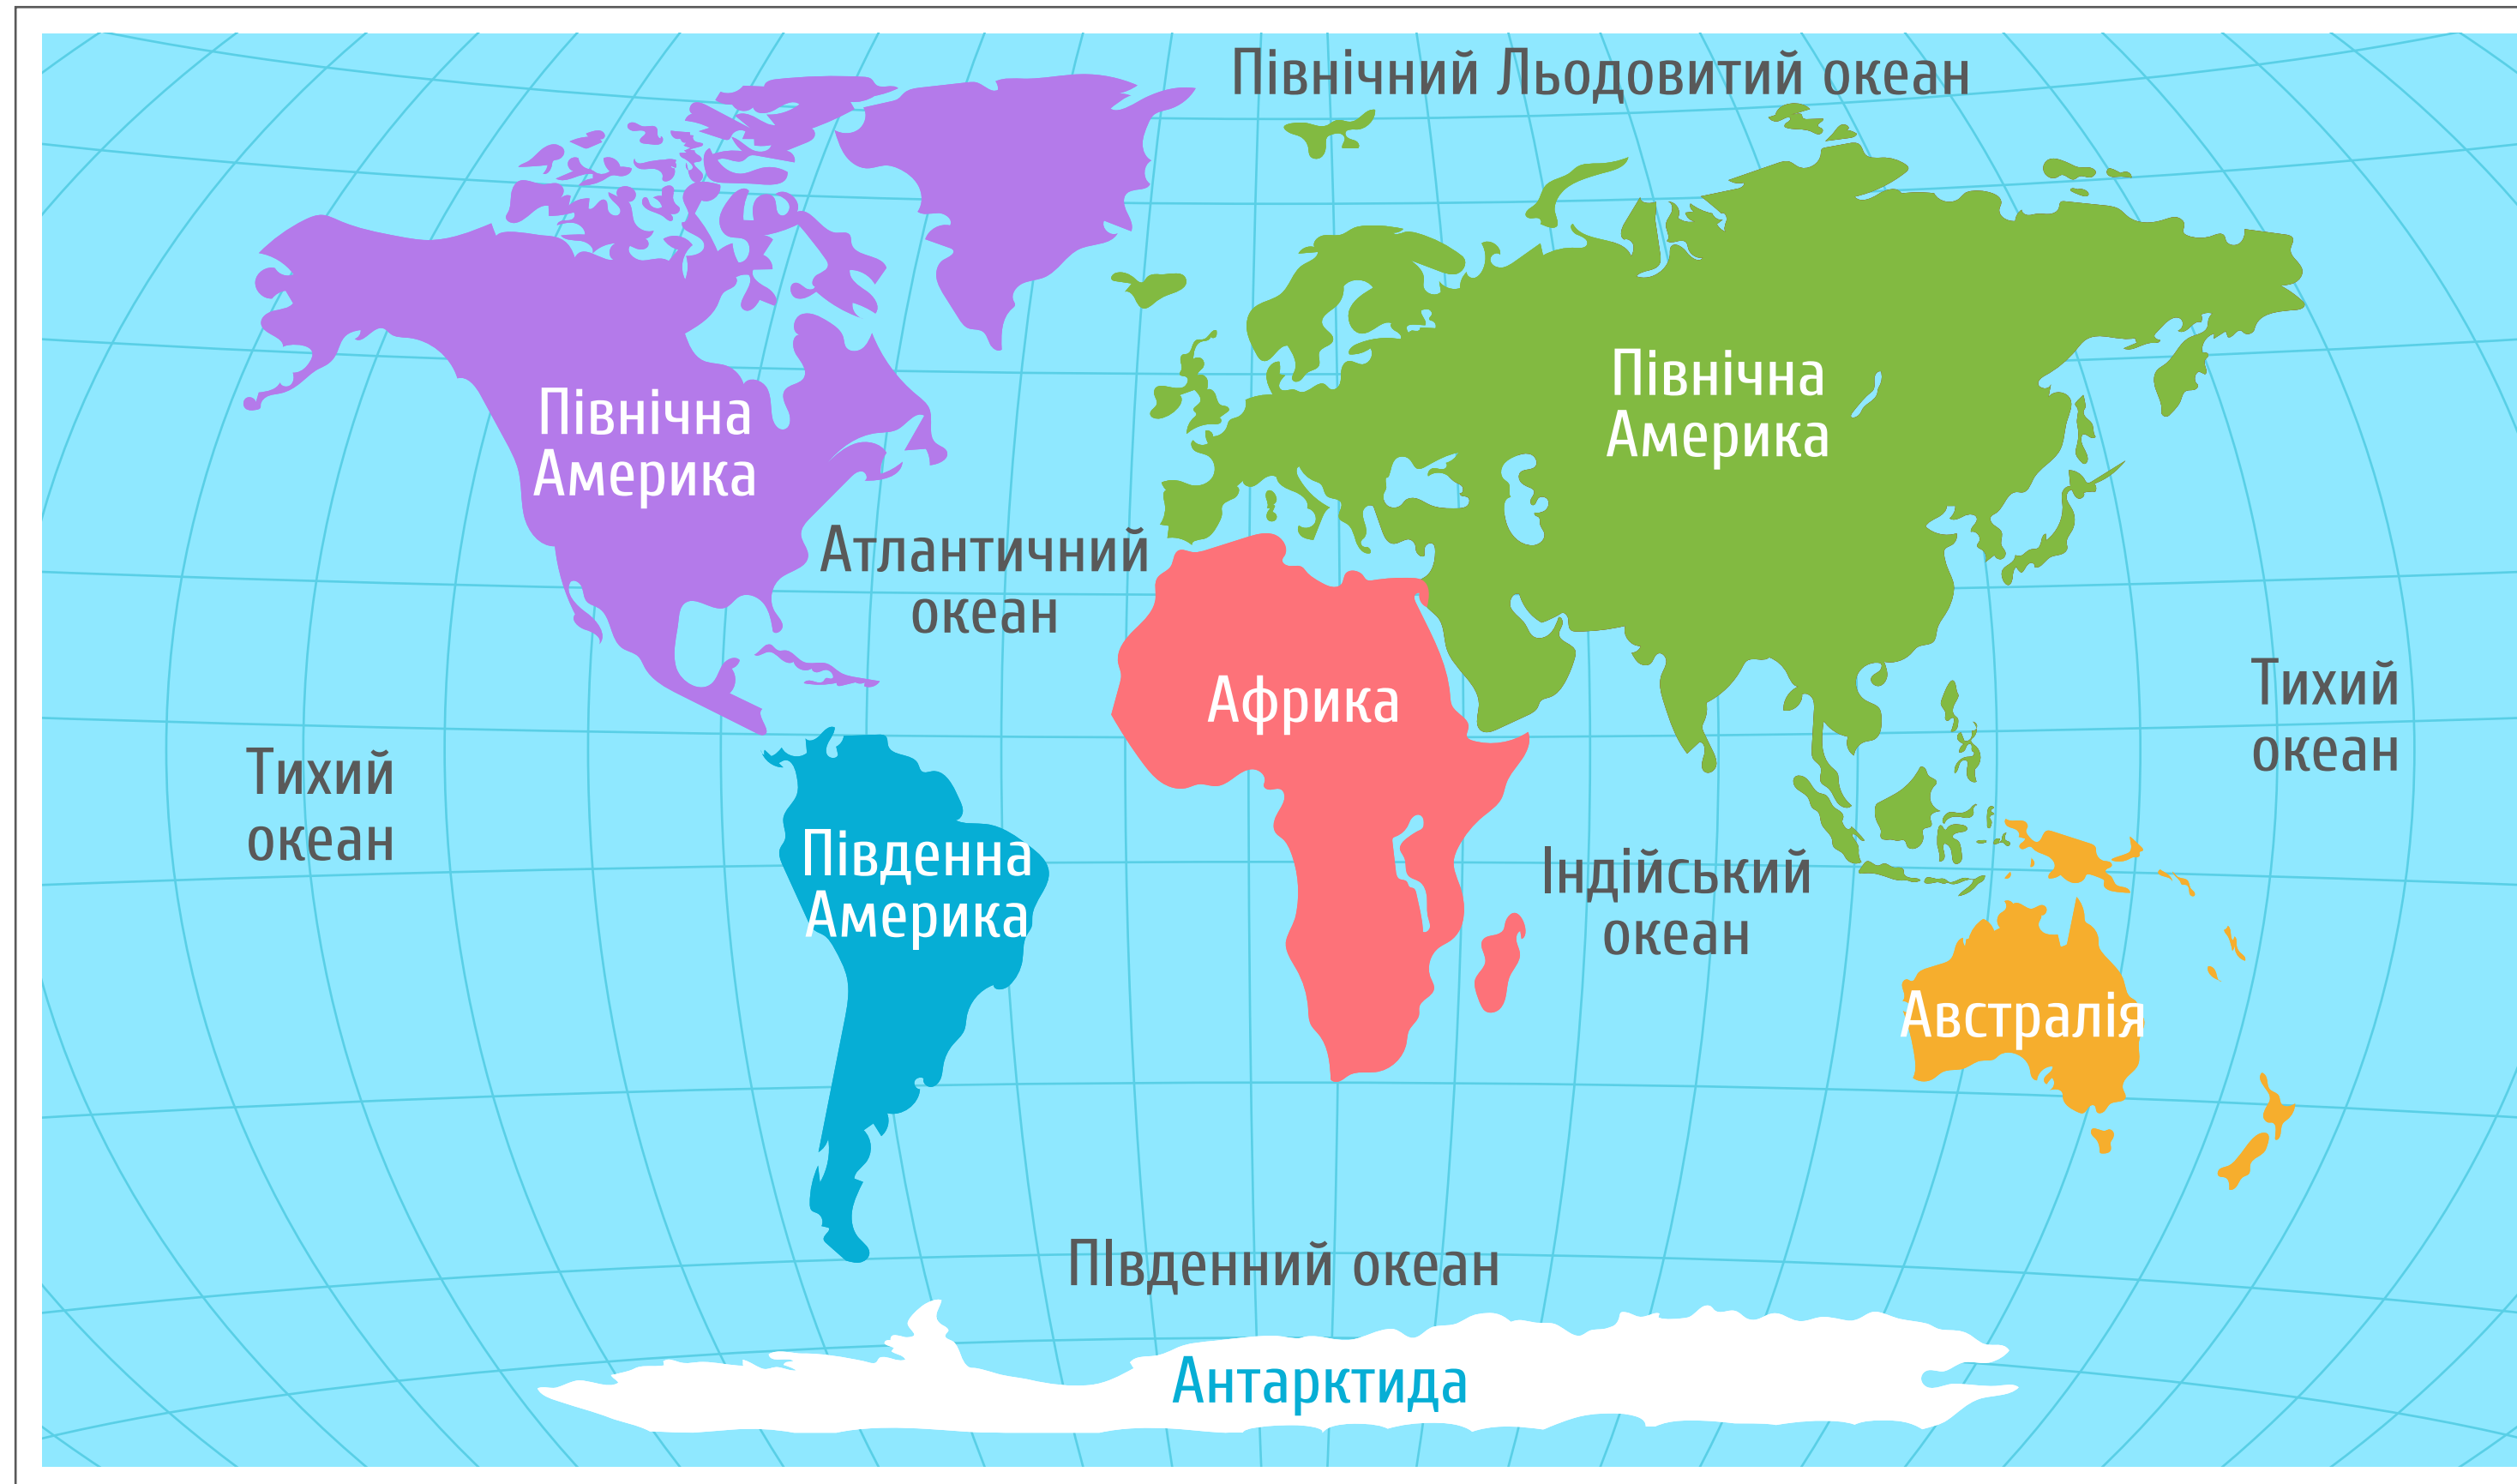 Північний Льодовитий океан
Північна
Америка
Північна
Америка
Атлантичний
океан
Африка
Тихий
океан
Тихий
океан
Південна
Америка
Індійський
океан
Австралія
ПІвденний океан
Антарктида